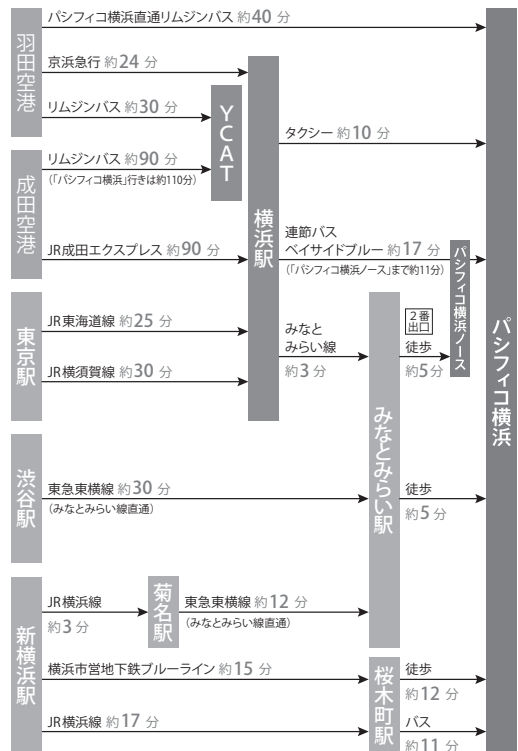 羽田空港
パシフィコ横浜直通リムジンバス 約40 分
京浜急行 約24 分
リムジンバス 約30 分
YCAT
成田空港
リムジンバス 約90 分
(「パシフィコ横浜」行きは約110分)
JR成田エクスプレス 約90 分
横浜駅
タクシー 約10 分
連節バス
ベイサイドブルー 約17 分
(「パシフィコ横浜ノース」まで約11分)
パシフィコ横浜ノース
東京駅
JR東海道線 約25 分
JR横須賀線 約30 分
みなと
みらい線
約3 分
みなとみらい駅
2番
出口
徒歩
約5 分
渋谷駅
東急東横線 約30 分
(みなとみらい線直通)
徒歩
約5 分
新横浜駅
JR横浜線
約3 分
菊名駅
東急東横線 約12 分
(みなとみらい線直通)
横浜市営地下鉄ブルーライン 約15 分
桜木町駅
徒歩
約12 分
JR横浜線 約17 分
バス
約11 分
パシフィコ横浜